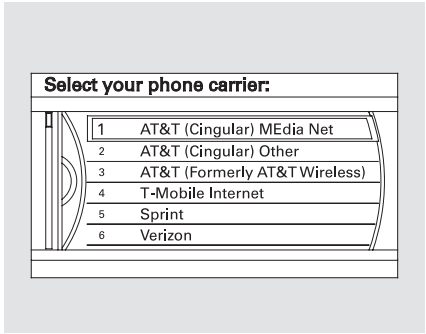 Select your phone carrier:
1 AT&T (Cingular) MEdia Net
2 AT&T (Cingular) Other
3 AT&T (Formerly AT&T Wireless)
4 T-Mobile Internet
5 Sprint
6 Verizon